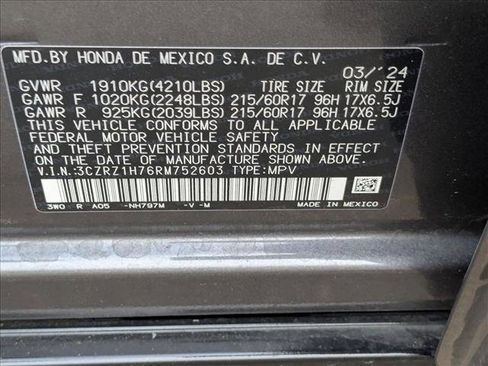 MFD.BY HONDA DE MEXICO S.A. DE C.V.
03/'24
GVWR 1910KG(4210LBS) TIRE SIZE RIM SIZE
GAWR F 1020KG(2248LBS) 215/60R17 96H 17X6.5J
GAWR R 925KG(2039LBS) 215/60R17 96H 17X6.5J
THIS VEHICLE CONFORMS TO ALL APPLICABLE
FEDERAL MOTOR VEHICLE SAFETY, BUMPER,
AND THEFT PREVENTION STANDARDS IN EFFECT
ON THE DATE OF MANUFACTURE SHOWN ABOVE.
V.I.N.:3CZRZ1H76RM752603 TYPE:MPV
3W0 R A05 -NH797M -V -M
MADE IN MEXICO